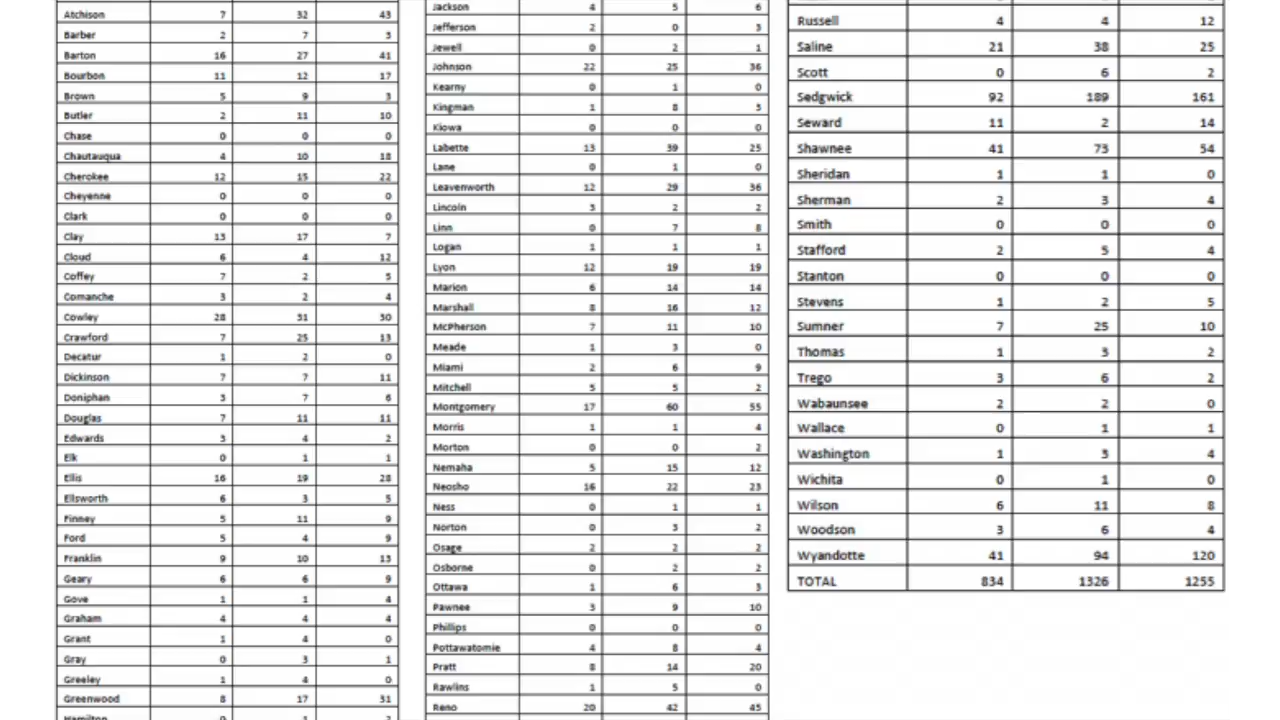 Atchison 7 32 43
Barber 2 7 3
Barton 16 27 41
Bourbon 11 12 17
Brown 5 9 3
Butler 2 11 10
Chase 0 0 0
Chautauqua 4 10 18
Cherokee 12 15 22
Cheyenne 0 0 0
Clark 0 0 0
Clay 13 17 7
Cloud 6 4 12
Coffey 7 2 5
Comanche 3 2 4
Cowley 28 31 30
Crawford 7 25 13
Decatur 1 2 0
Dickinson 7 7 11
Doniphan 3 7 6
Douglas 7 11 11
Edwards 3 4 2
Elk 0 1 1
Ellis 16 19 28
Ellsworth 6 3 5
Finney 5 11 9
Ford 5 4 9
Franklin 9 10 13
Geary 6 6 9
Gove 1 1 4
Graham 4 4 4
Grant 1 4 0
Gray 0 3 1
Greeley 1 4 0
Greenwood 8 17 31
Hamilton 0 1 2
Jackson 4 5 6
Jefferson 2 0 3
Jewell 0 2 1
Johnson 22 25 36
Kearny 0 1 0
Kingman 1 8 3
Kiowa 0 0 0
Labette 13 39 25
Lane 0 1 0
Leavenworth 12 29 36
Lincoln 3 2 2
Linn 0 7 8
Logan 1 1 1
Lyon 12 19 19
Marion 6 14 14
Marshall 8 16 12
McPherson 7 11 10
Meade 1 3 0
Miami 2 6 9
Mitchell 5 5 2
Montgomery 17 60 55
Morris 1 1 4
Morton 0 0 2
Nemaha 5 15 12
Neosho 16 22 23
Ness 0 1 1
Norton 0 3 2
Osage 2 2 2
Osborne 0 2 2
Ottawa 1 6 3
Pawnee 3 9 10
Phillips 0 0 0
Pottawatomie 4 8 4
Pratt 8 14 20
Rawlins 1 5 0
Reno 20 42 45
Russell 4 4 12
Saline 21 38 25
Scott 0 6 2
Sedgwick 92 189 161
Seward 11 2 14
Shawnee 41 73 54
Sheridan 1 1 0
Sherman 2 3 4
Smith 0 0 0
Stafford 2 5 4
Stanton 0 0 0
Stevens 1 2 5
Sumner 7 25 10
Thomas 1 3 2
Trego 3 6 2
Wabaunsee 2 2 0
Wallace 0 1 1
Washington 1 3 4
Wichita 0 1 0
Wilson 6 11 8
Woodson 3 6 4
Wyandotte 41 94 120
TOTAL 834 1326 1255